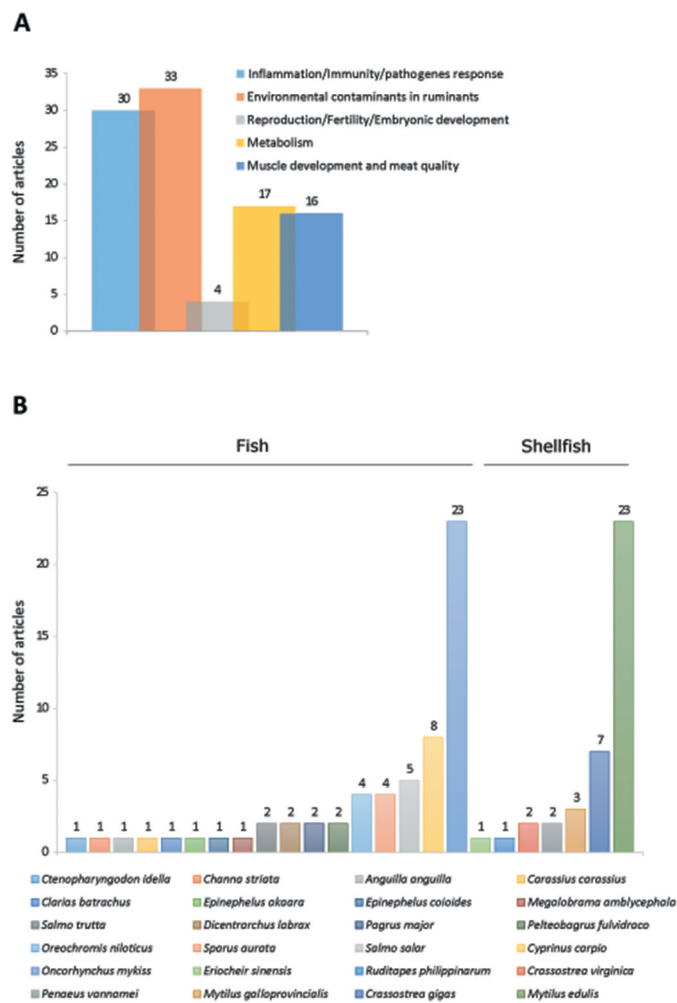 A
Number of articles
35
30
25
20
15
10
5
0
30
33
4
17
16
Inflammation/Immunity/pathogenes response
Environmental contaminants in ruminants
Reproduction/Fertility/Embryonic development
Metabolism
Muscle development and meat quality
B
Fish
Shellfish
Number of articles
25
20
15
10
5
0
1 1 1 1 1 1 1 1 2 2 2 2 4 4 5 8 23 1 1 2 2 3 7 23
Ctenopharyngodon idella Channa striata Anguilla anguilla Carassius carassius
Clarias batrachus Epinephelus akaara Epinephelus coioides Megalobrama amblycephala
Salmo trutta Dicentrarchus labrax Pagrus major Pelteobagrus fulvidraco
Oreochromis niloticus Sparus aurata Salmo salar Cyprinus carpio
Oncorhynchus mykiss Eriocheir sinensis Ruditapes philippinarum Crassostrea virginica
Penaeus vannamei Mytilus galloprovincialis Crassostrea gigas Mytilus edulis